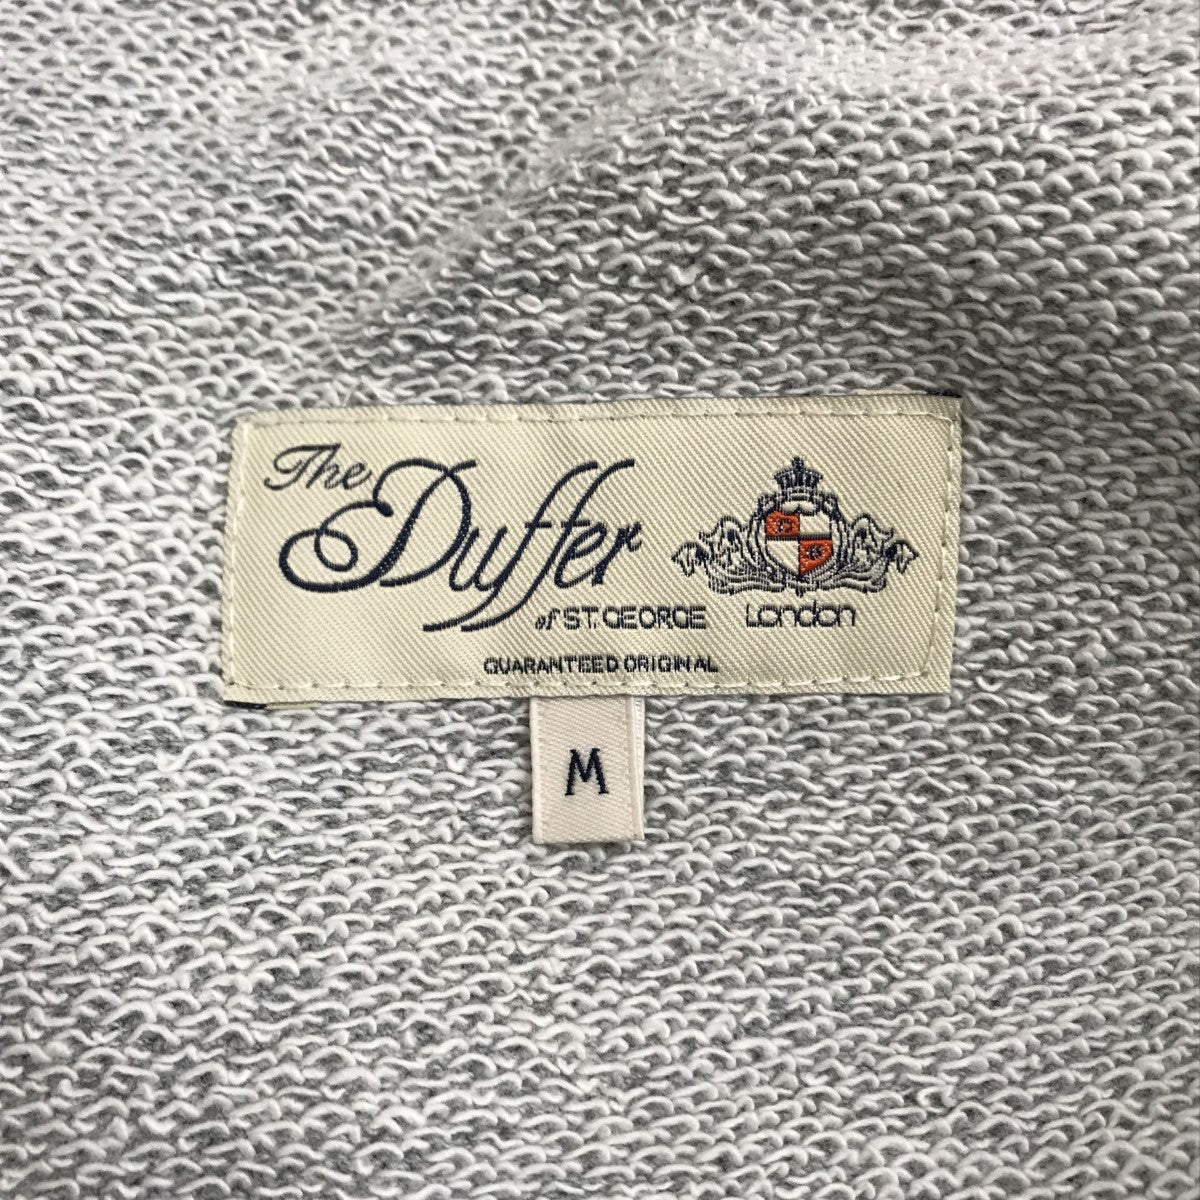 The
Duffer
of ST. GEORGE London
GUARANTEED ORIGINAL
M